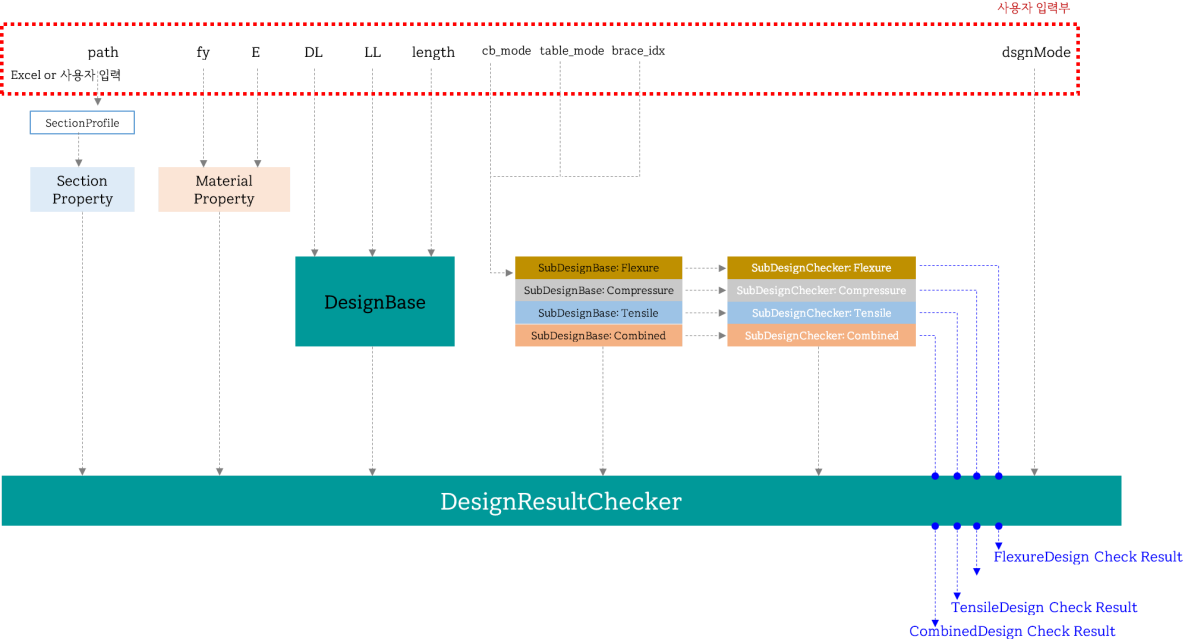 사용자 입력부
path fy E DL LL length cb_mode table_mode brace_idx dsgnMode
Excel or 사용자 입력
SectionProfile
Section
Property
Material
Property
DesignBase
SubDesignBase: Flexure
SubDesignBase: Compressure
SubDesignBase: Tensile
SubDesignBase: Combined
SubDesignChecker: Flexure
SubDesignChecker: Compressure
SubDesignChecker: Tensile
SubDesignChecker: Combined
DesignResultChecker
FlexureDesign Check Result
TensileDesign Check Result
CombinedDesign Check Result